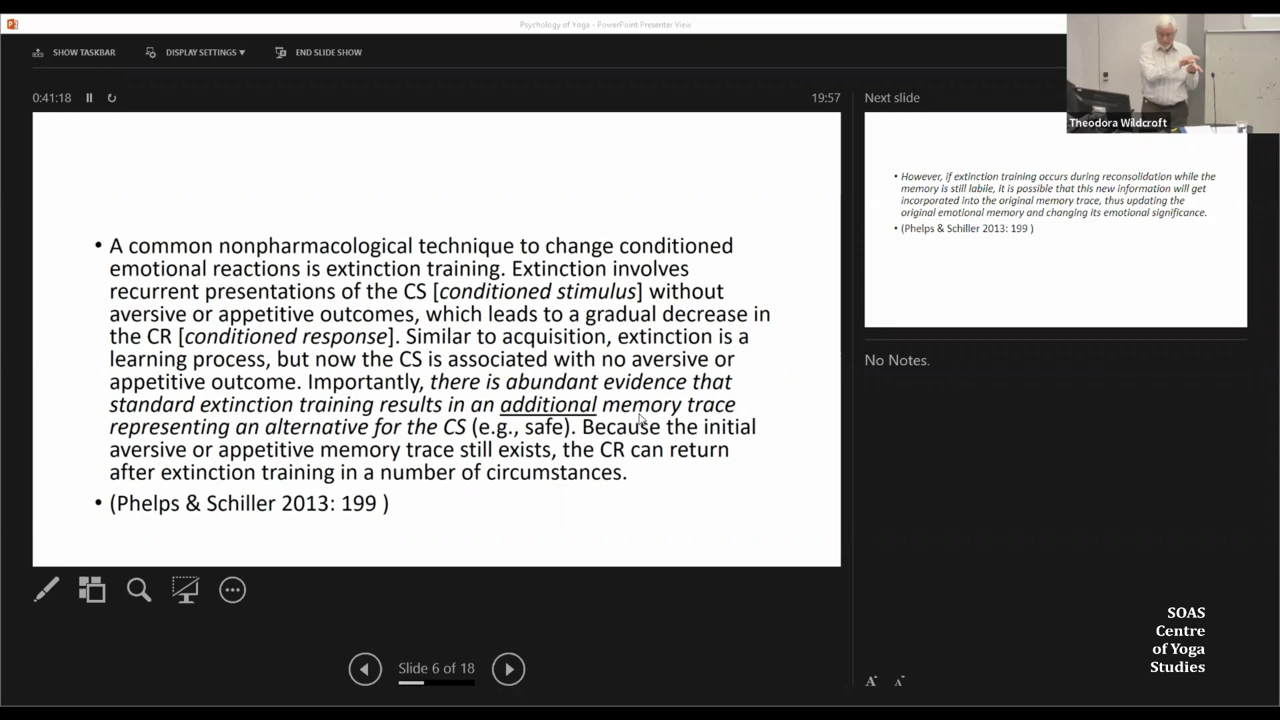 Psychology of Yoga - PowerPoint Presenter View
SHOW TASKBAR
DISPLAY SETTINGS ▾
END SLIDE SHOW
0:41:18
19:57
• A common nonpharmacological technique to change conditioned
emotional reactions is extinction training. Extinction involves
recurrent presentations of the CS [conditioned stimulus] without
aversive or appetitive outcomes, which leads to a gradual decrease in
the CR [conditioned response]. Similar to acquisition, extinction is a
learning process, but now the CS is associated with no aversive or
appetitive outcome. Importantly, there is abundant evidence that
standard extinction training results in an additional memory trace
representing an alternative for the CS (e.g., safe). Because the initial
aversive or appetitive memory trace still exists, the CR can return
after extinction training in a number of circumstances.
• (Phelps & Schiller 2013: 199 )
Slide 6 of 18
Next slide
Theodora Wildcroft
• However, if extinction training occurs during reconsolidation while the
memory is still labile, it is possible that this new information will get
incorporated into the original memory trace, thus updating the
original emotional memory and changing its emotional significance.
• (Phelps & Schiller 2013: 199 )
No Notes.
SOAS
Centre
of Yoga
Studies
A A